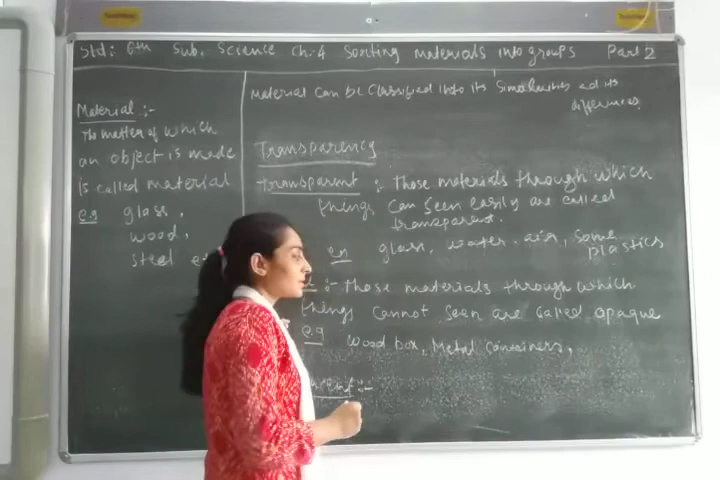 Std: 6th Sub. Science Ch:4 Sorting materials into groups Part 2
Material :-
The matter of which
an object is made
is called material
eg glass,
wood,
steel
Material can be classified into its similarities ad its
differences.
Transparency
Transparent :- Those materials through which
things can seen easily are called
transparent.
glass, water, air, some
plastics
:- Those materials through which
things cannot seen are called opaque
e.g wood box, Metal containers,
:-